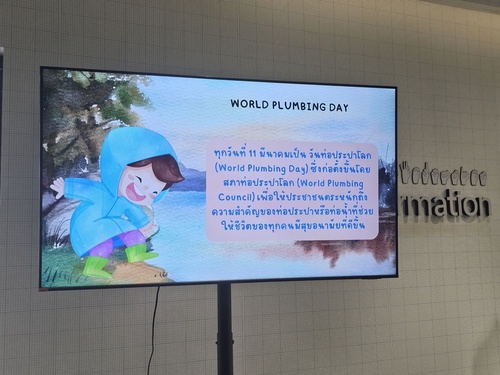 WORLD PLUMBING DAY
ทุกวันที่ 11 มีนาคมเป็น วันท่อประปาโลก
(World Plumbing Day) ซึ่งก่อตั้งขึ้นโดย
สภาท่อประปาโลก (World Plumbing
Council) เพื่อให้ประชาชนตระหนักถึง
ความสำคัญของท่อประปาหรือท่อน้ำที่ช่วย
ให้ชีวิตของทุกคนมีสุขอนามัยที่ดีขึ้น
rmation